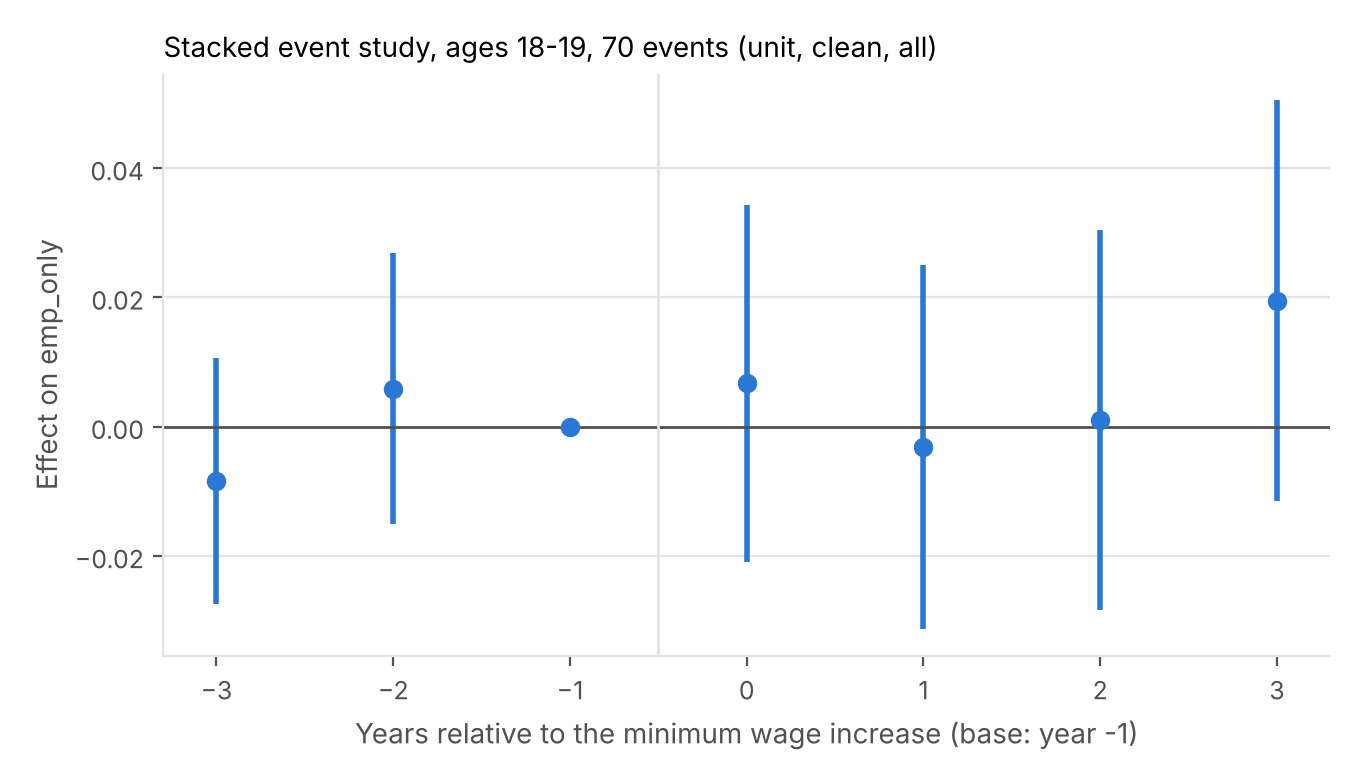 Stacked event study, ages 18-19, 70 events (unit, clean, all)
Effect on emp_only
0.04
0.02
0.00
−0.02
−3 −2 −1 0 1 2 3
Years relative to the minimum wage increase (base: year -1)